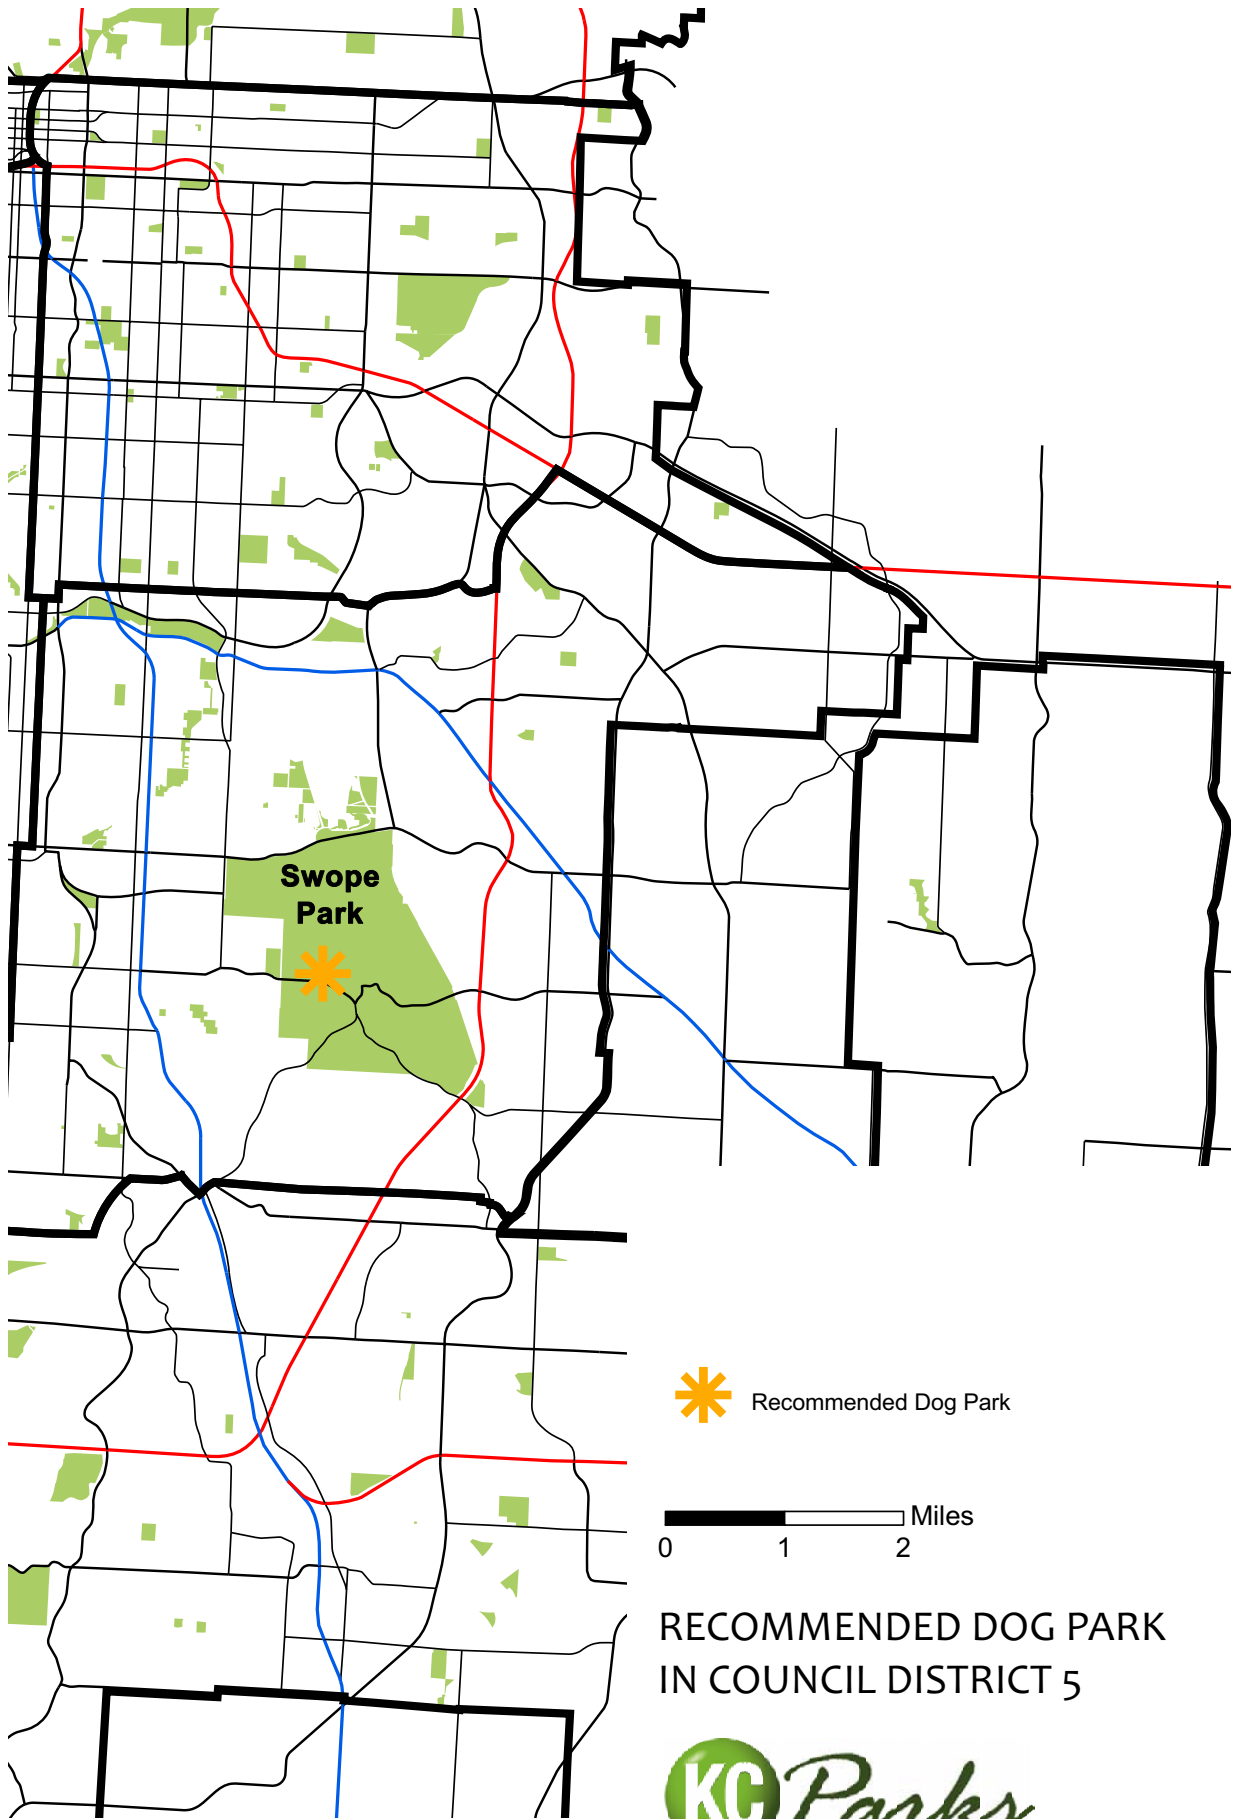 Swope
Park
Recommended Dog Park
Miles
0 1 2
RECOMMENDED DOG PARK
IN COUNCIL DISTRICT 5
KC Parks